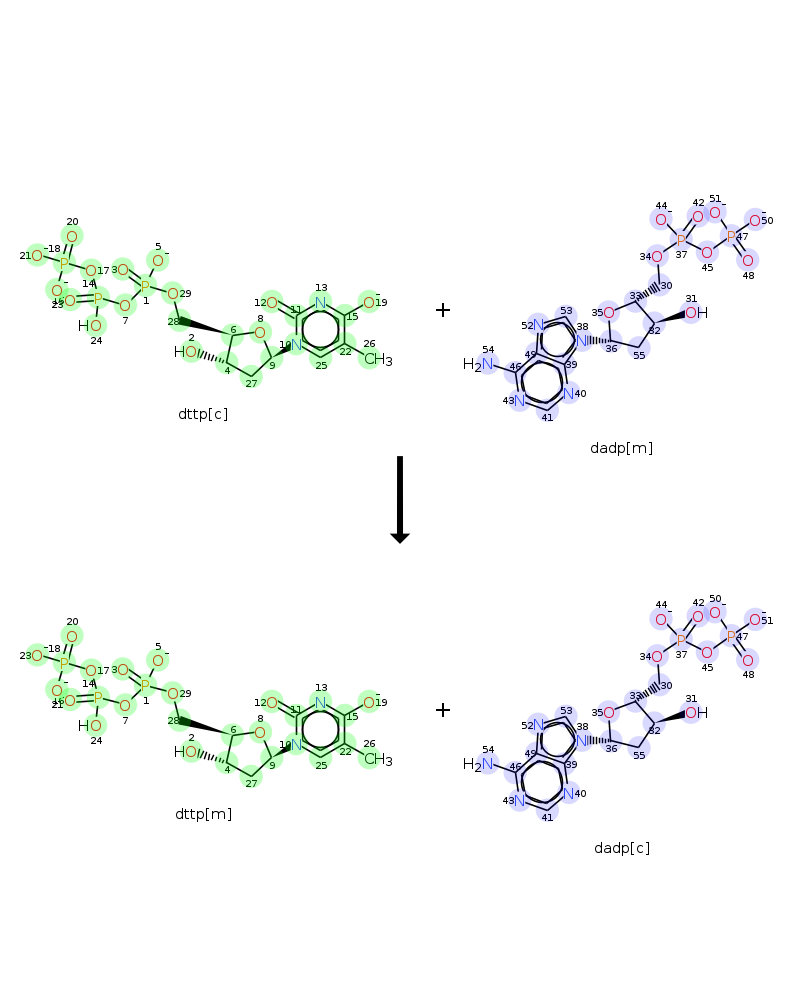 20
O
21 O - 18 P
17 O
O -
16 O
23
14 P
H O
24
O 7
3 O
P
1
5
O -
O 29
28
2
H O
4
6
8
O
27
9
10 N
11
12 O
13
N
15
O - 19
22
25
26
CH3
dttp[c]
+
44
O -
42
O
51
O -
O - 50
P 47
O
48
O
45
P
37
34 O
30
33
31
OH
32
35 O
36
55
38
N
53
52 N
49
39
54
H2N
46
N 40
43 N
41
dadp[m]
20
O
23 O - 18 P
17 O
O -
16 O
21
14 P
H O
24
O 7
3 O
P
1
5
O -
O 29
28
2
H O
4
6
8
O
27
9
10 N
11
12 O
13
N
15
O - 19
22
25
26
CH3
dttp[m]
+
44
O -
42
O
50
O -
O - 51
P 47
O
48
O
45
P
37
34 O
30
33
31
OH
32
35 O
36
55
38
N
53
52 N
49
39
54
H2N
46
N 40
43 N
41
dadp[c]